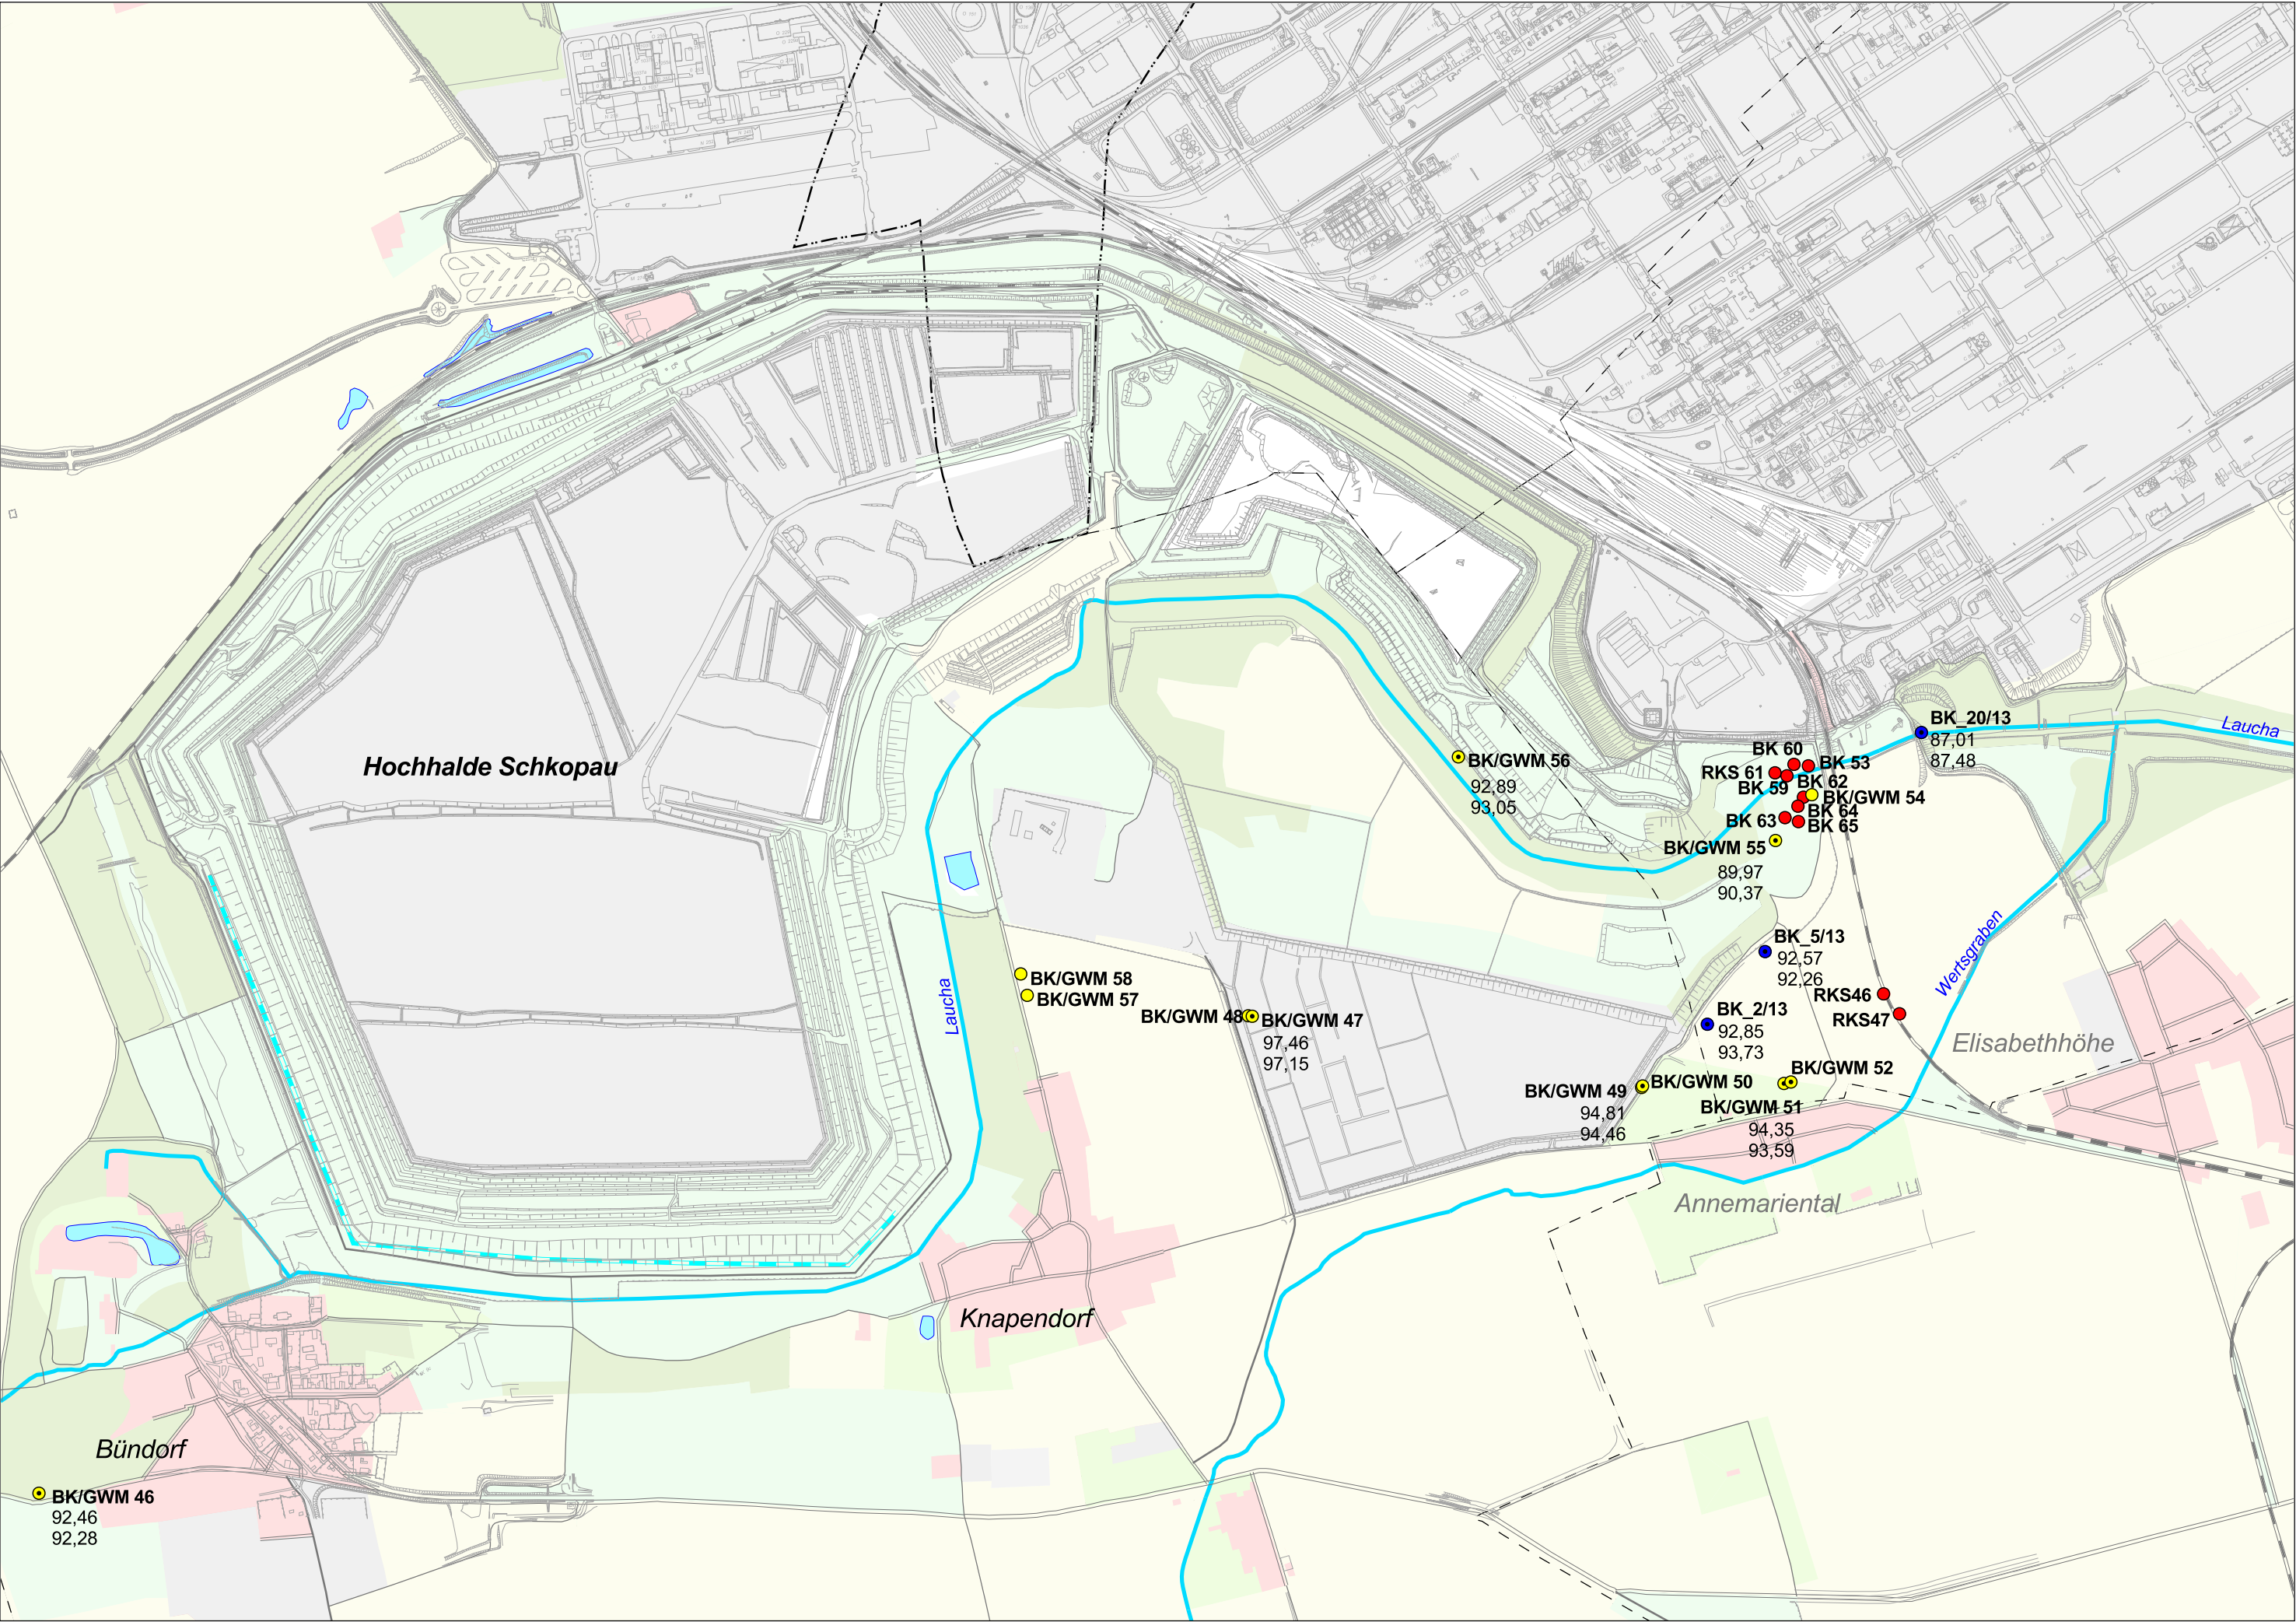 BK_20/13
87,01
87,48
Laucha
BK 60
BK 53
RKS 61
BK 62
BK 59
BK/GWM 54
BK 64
BK 63
BK 65
BK/GWM 55
89,97
90,37
BK/GWM 56
92,89
93,05
Hochhalde Schkopau
BK_5/13
92,57
92,26
Wertsgraben
RKS46
RKS47
BK_2/13
92,85
93,73
Elisabethhöhe
BK/GWM 58
BK/GWM 57
Laucha
BK/GWM 48
BK/GWM 47
97,46
97,15
BK/GWM 52
BK/GWM 50
BK/GWM 49
94,81
94,46
BK/GWM 51
94,35
93,59
Annemariental
Knapendorf
Bündorf
BK/GWM 46
92,46
92,28